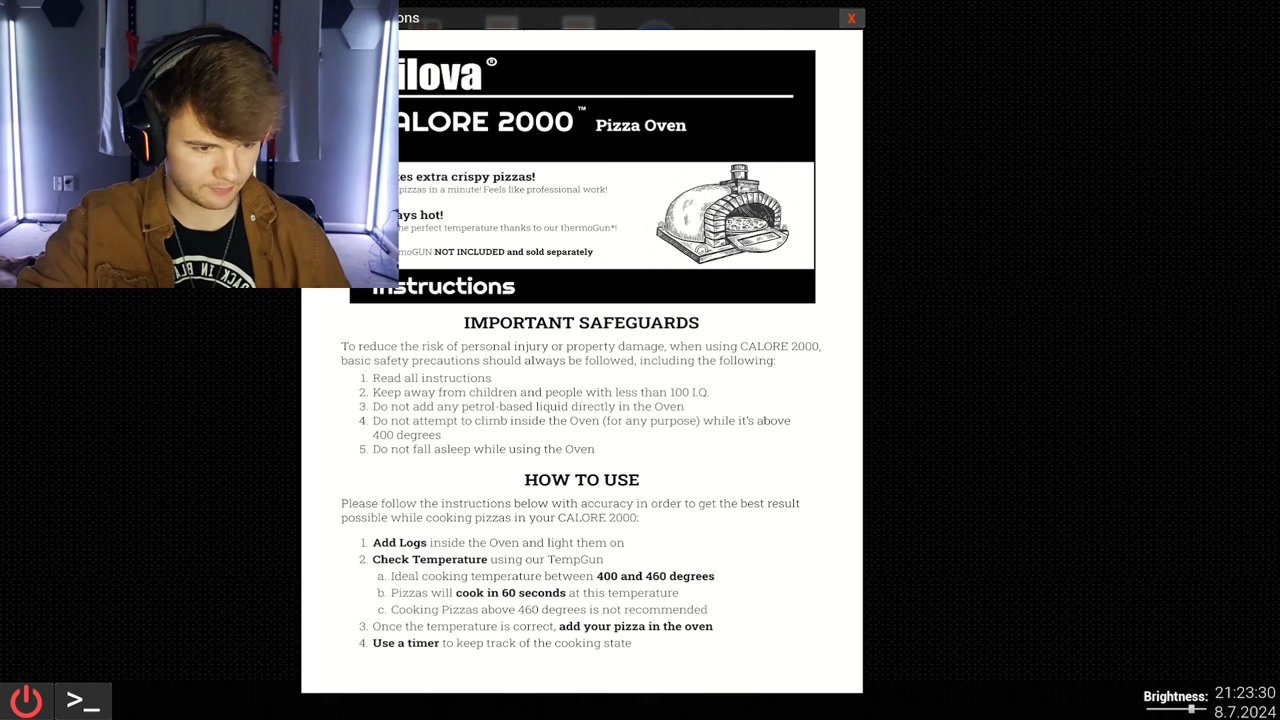 ons
X
ilova®
ALORE 2000™ Pizza Oven
es extra crispy pizzas!
pizzas in a minute! Feels like professional work!
ays hot!
he perfect temperature thanks to our thermoGun*!
moGUN NOT INCLUDED and sold separately
Instructions
IMPORTANT SAFEGUARDS
To reduce the risk of personal injury or property damage, when using CALORE 2000,
basic safety precautions should always be followed, including the following:
1. Read all instructions
2. Keep away from children and people with less than 100 I.Q.
3. Do not add any petrol-based liquid directly in the Oven
4. Do not attempt to climb inside the Oven (for any purpose) while it's above
400 degrees
5. Do not fall asleep while using the Oven
HOW TO USE
Please follow the instructions below with accuracy in order to get the best result
possible while cooking pizzas in your CALORE 2000:
1. Add Logs inside the Oven and light them on
2. Check Temperature using our TempGun
a. Ideal cooking temperature between 400 and 460 degrees
b. Pizzas will cook in 60 seconds at this temperature
c. Cooking Pizzas above 460 degrees is not recommended
3. Once the temperature is correct, add your pizza in the oven
4. Use a timer to keep track of the cooking state
>_
Brightness:
21:23:30
8.7.2024
BACK IN BLA